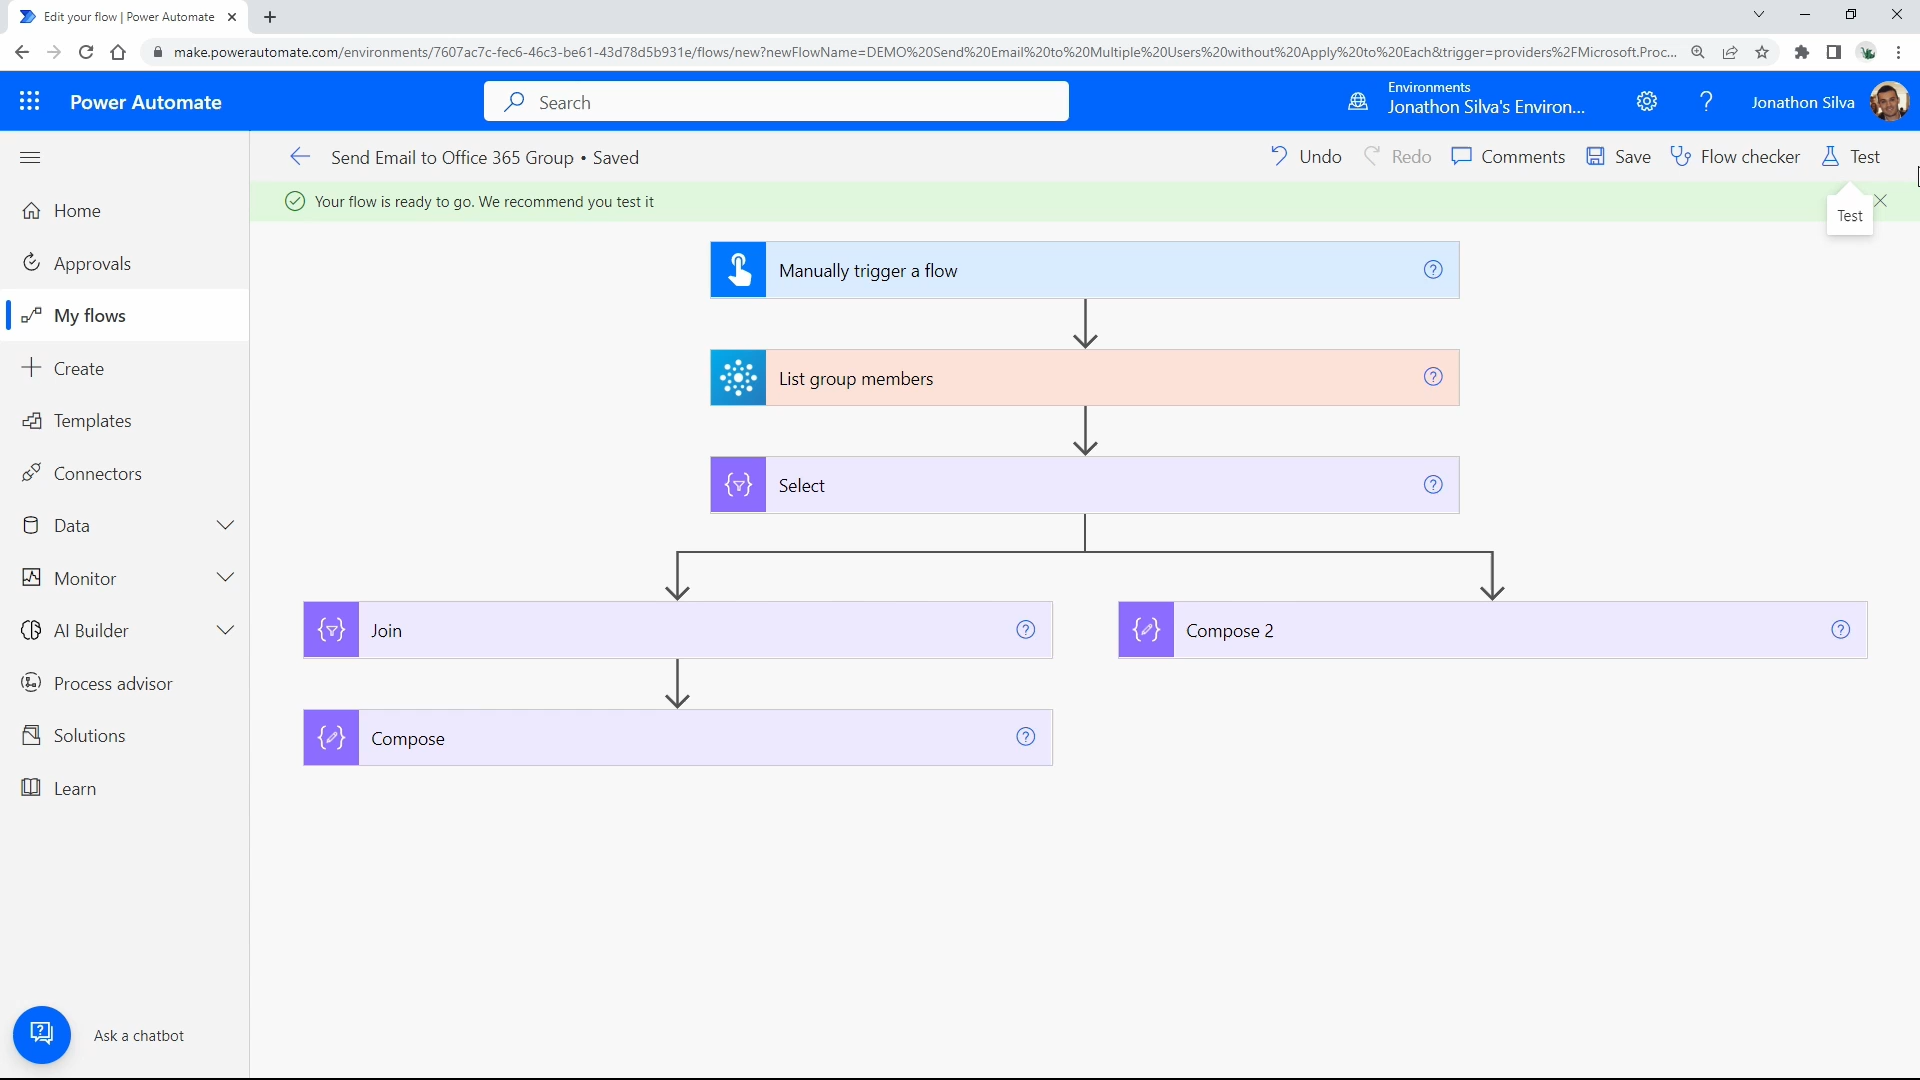 Edit your flow | Power Automate
make.powerautomate.com/environments/7607ac7c-fec6-46c3-be61-43d78d5b931e/flows/new?newFlowName=DEMO%20Send%20Email%20to%20Multiple%20Users%20without%20Apply%20to%20Each&trigger=providers%2FMicrosoft.Proc...
Power Automate
Search
Environments
Jonathon Silva's Environ...
Jonathon Silva
Send Email to Office 365 Group • Saved
Undo
Redo
Comments
Save
Flow checker
Test
Your flow is ready to go. We recommend you test it
Test
Home
Approvals
My flows
Create
Templates
Connectors
Data
Monitor
AI Builder
Process advisor
Solutions
Learn
Ask a chatbot
Manually trigger a flow
List group members
Select
Join
Compose 2
Compose